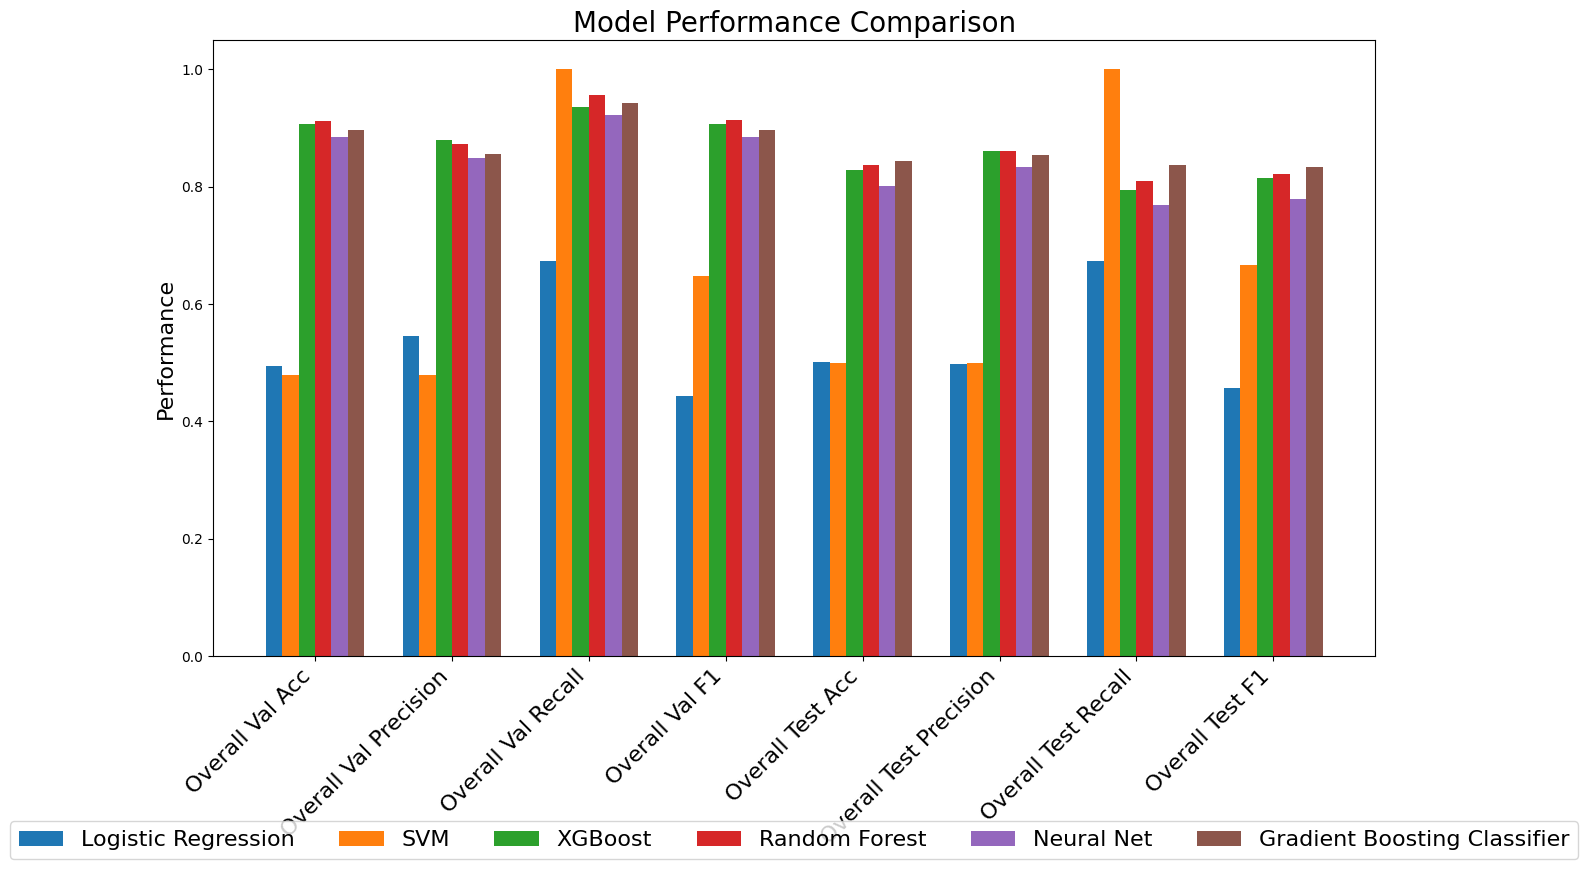 Model Performance Comparison
Performance
1.0
0.8
0.6
0.4
0.2
0.0
Overall Val Acc
Overall Val Precision
Overall Val Recall
Overall Val F1
Overall Test Acc
Overall Test Precision
Overall Test Recall
Overall Test F1
Logistic Regression
SVM
XGBoost
Random Forest
Neural Net
Gradient Boosting Classifier